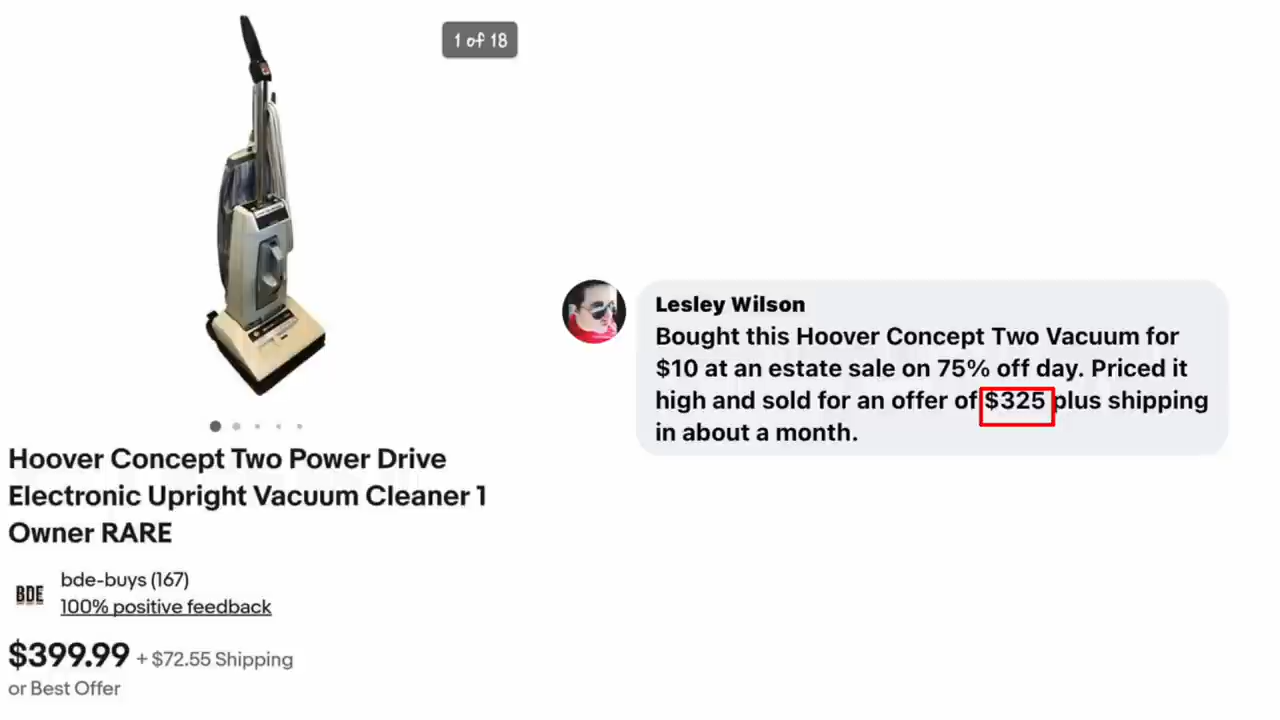 1 of 18
Lesley Wilson
Bought this Hoover Concept Two Vacuum for
$10 at an estate sale on 75% off day. Priced it
high and sold for an offer of $325 plus shipping
in about a month.
Hoover Concept Two Power Drive
Electronic Upright Vacuum Cleaner 1
Owner RARE
BDE
bde-buys (167)
100% positive feedback
$399.99 + $72.55 Shipping
or Best Offer